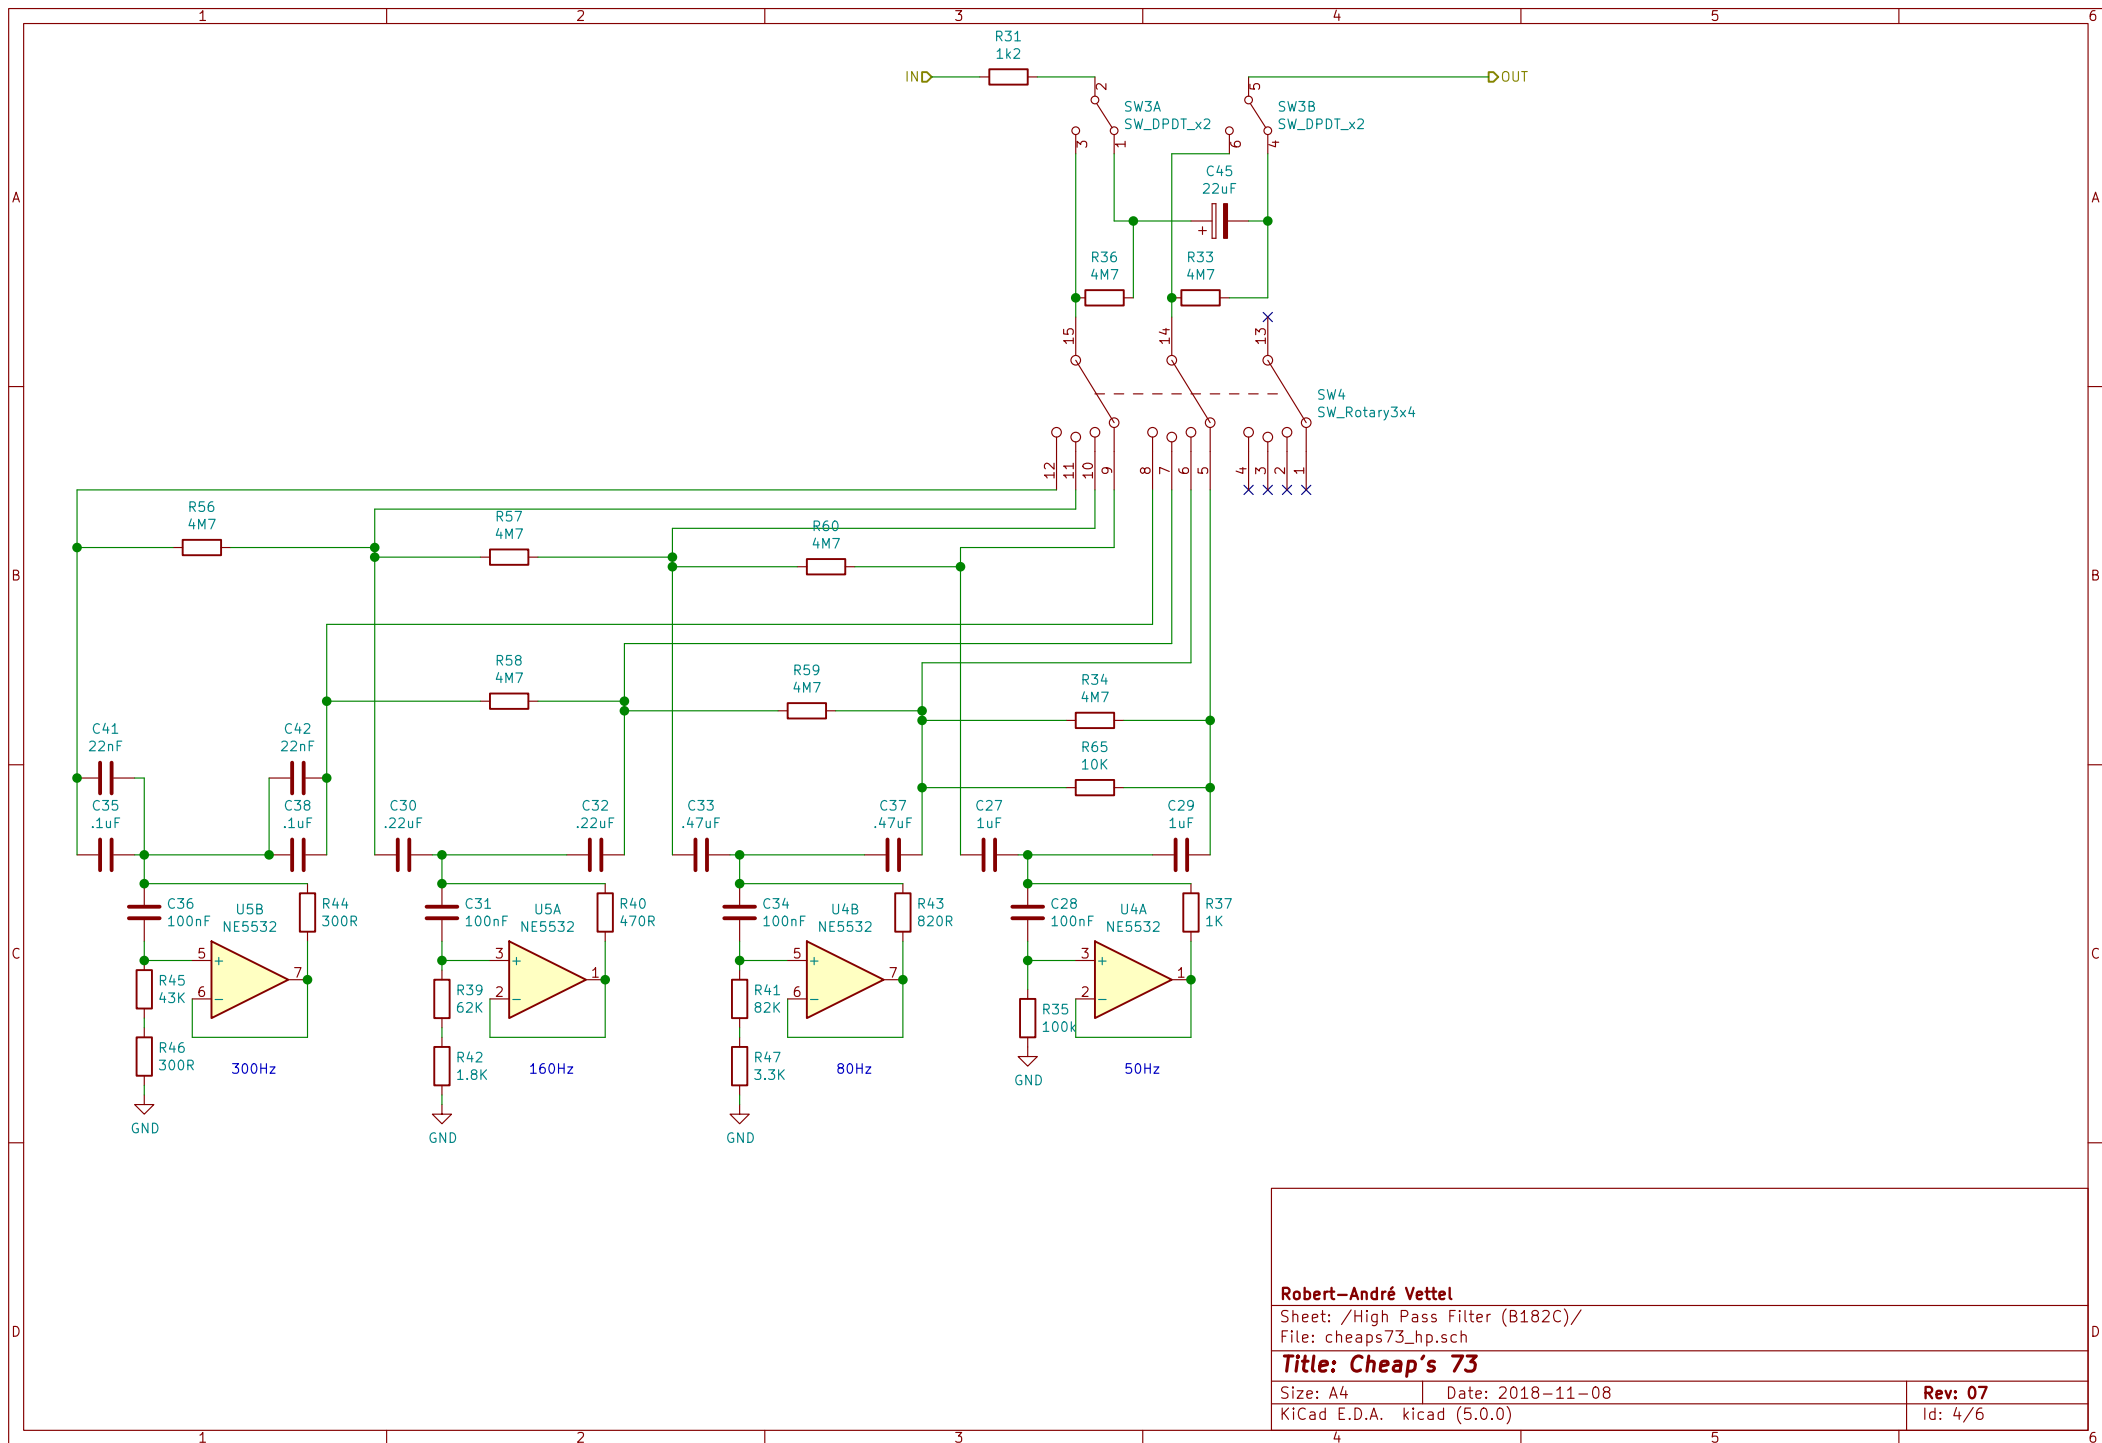 1 2 3 4 5 6
R31
1k2
IN
OUT
2
5
SW3A
SW_DPDT_x2
SW3B
SW_DPDT_x2
3 1 6 4
A A
C45
22uF
+
R36
4M7
R33
4M7
15 14 13
SW4
SW_Rotary3x4
12 11 10 9 8 7 6 5 4 3 2 1
R56
4M7
R57
4M7
R60
4M7
B B
R58
4M7
R59
4M7
R34
4M7
C41
22nF
C42
22nF
R65
10K
C35
.1uF
C38
.1uF
C30
.22uF
C32
.22uF
C33
.47uF
C37
.47uF
C27
1uF
C29
1uF
C36
100nF
U5B
NE5532
R44
300R
C31
100nF
U5A
NE5532
R40
470R
C34
100nF
U4B
NE5532
R43
820R
C28
100nF
U4A
NE5532
R37
1K
C C
5 + 7 6 −
3 + 1 2 −
5 + 7 6 −
3 + 1 2 −
R45
43K
R39
62K
R41
82K
R35
100k
R46
300R
R42
1.8K
R47
3.3K
300Hz
160Hz
80Hz
50Hz
GND
GND
GND
GND
Robert-André Vettel
Sheet: /High Pass Filter (B182C)/
File: cheaps73_hp.sch
D D
Title: Cheap's 73
Size: A4 Date: 2018-11-08 Rev: 07
KiCad E.D.A. kicad (5.0.0) Id: 4/6
1 2 3 4 5 6